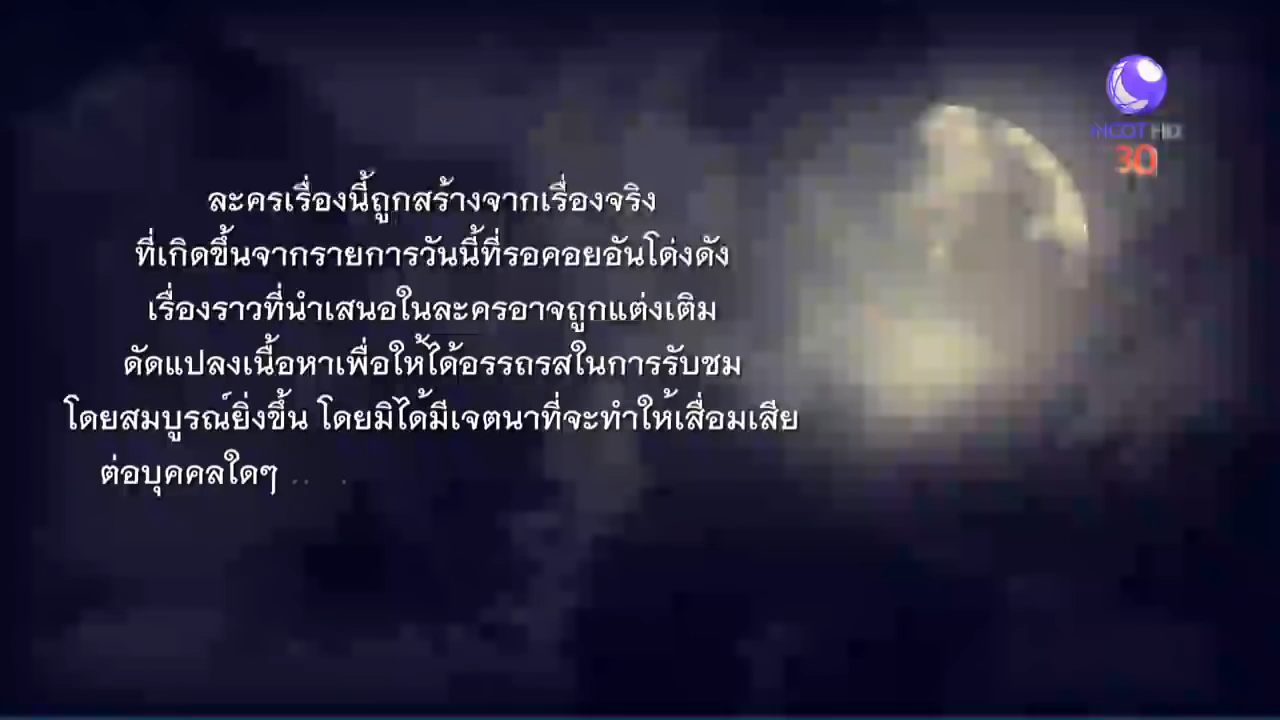 ละครเรื่องนี้ถูกสร้างจากเรื่องจริง
ที่เกิดขึ้นจากรายการวันนี้ที่รอคอยอันโด่งดัง
เรื่องราวที่นำเสนอในละครอาจถูกแต่งเติม
ดัดแปลงเนื้อหาเพื่อให้ได้อรรถรสในการรับชม
โดยสมบูรณ์ยิ่งขึ้น โดยมิได้มีเจตนาที่จะทำให้เสื่อมเสีย
ต่อบุคคลใดๆ
MCOT HD
30